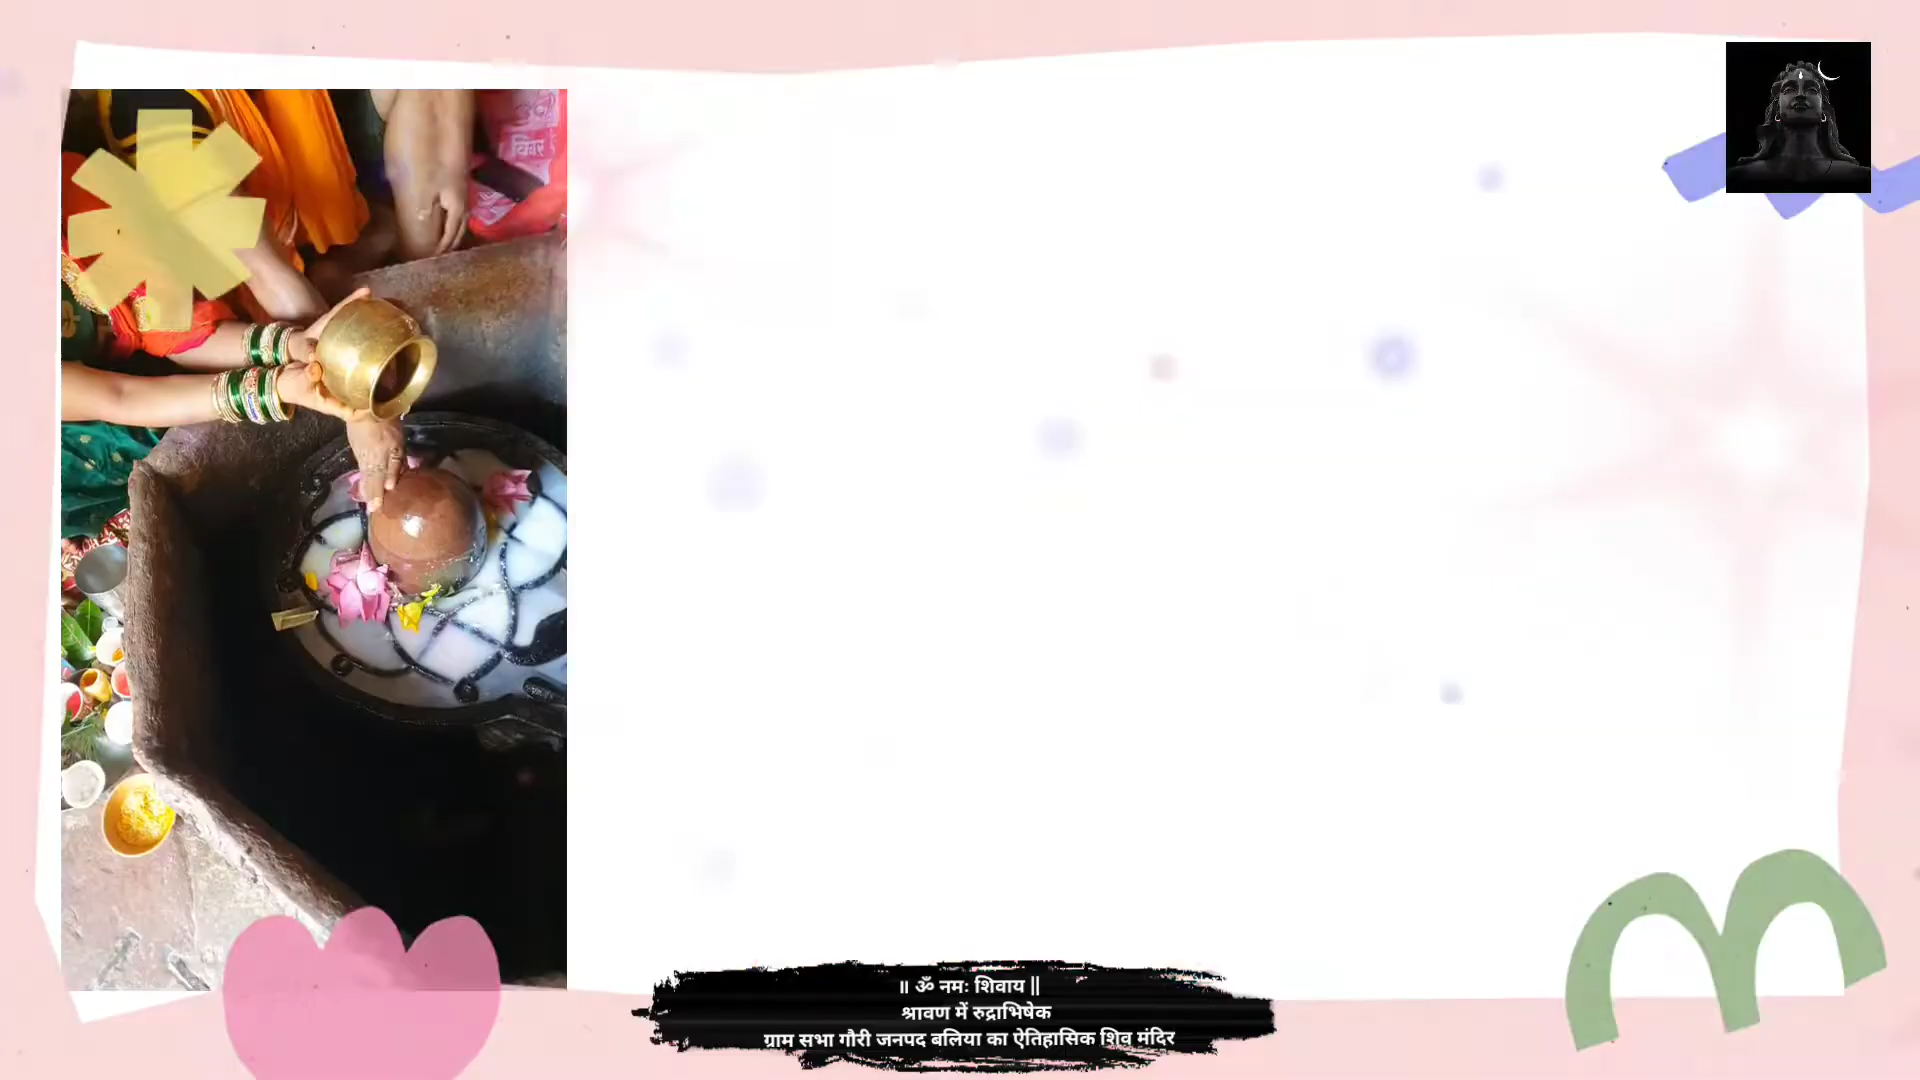 ॥ ॐ नमः शिवाय ||
श्रावण में रुद्राभिषेक
ग्राम सभा गौरी जनपद बलिया का ऐतिहासिक शिव मंदिर